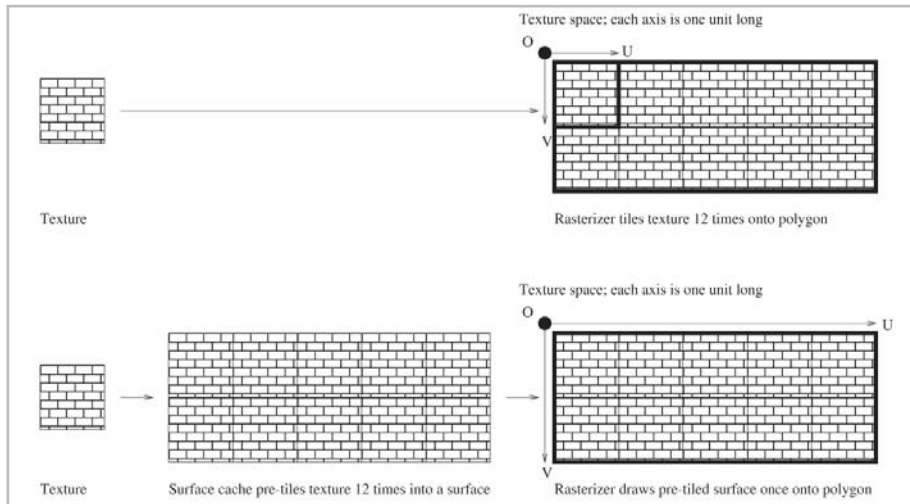 Texture space; each axis is one unit long
O
U
V
Texture
Rasterizer tiles texture 12 times onto polygon
Texture space; each axis is one unit long
O
U
V
Texture
Surface cache pre-tiles texture 12 times into a surface
Rasterizer draws pre-tiled surface once onto polygon